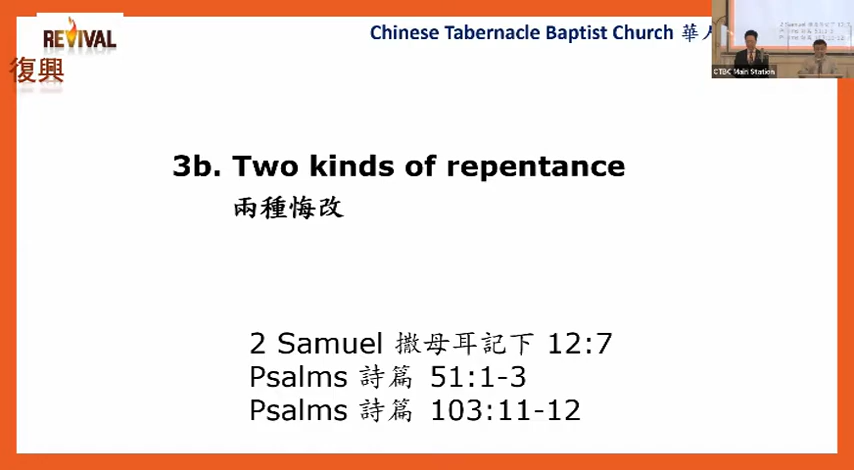 REVIVAL
復興
Chinese Tabernacle Baptist Church 華人
CTBC Main Station
3b. Two kinds of repentance
兩種悔改
2 Samuel 撒母耳記下 12:7
Psalms 詩篇 51:1-3
Psalms 詩篇 103:11-12